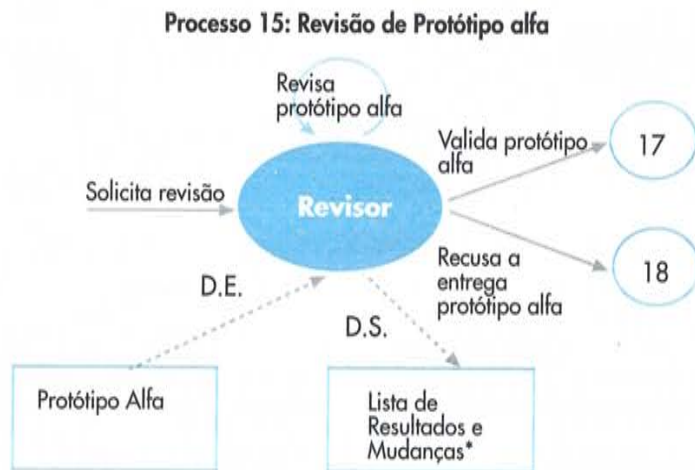 Processo 15: Revisão de Protótipo alfa
Revisa
protótipo alfa
Valida protótipo
alfa
17
Solicita revisão
Revisor
Recusa a
entrega
protótipo alfa
18
D.E.
D.S.
Protótipo Alfa
Lista de
Resultados e
Mudanças*